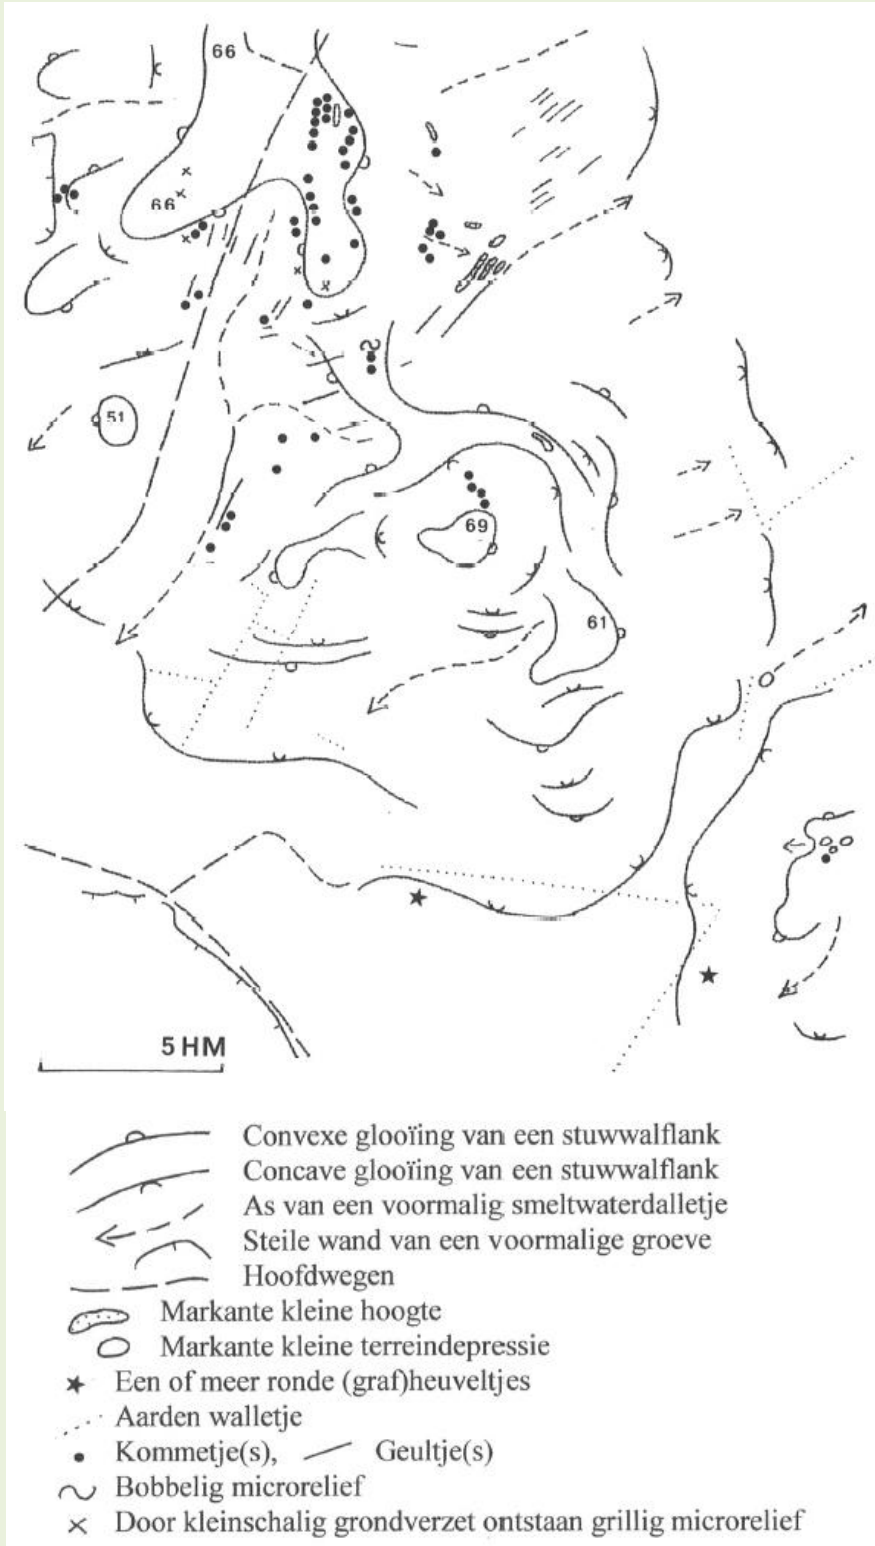 66
66
51
69
61
5 HM
Convexe glooïing van een stuwwalflank
Concave glooïing van een stuwwalflank
As van een voormalig smeltwaterdalletje
Steile wand van een voormalige groeve
Hoofdwegen
Markante kleine hoogte
Markante kleine terreindepressie
Een of meer ronde (graf)heuveltjes
Aarden walletje
Kommetje(s), Geultje(s)
Bobbelig microrelief
Door kleinschalig grondverzet ontstaan grillig microrelief